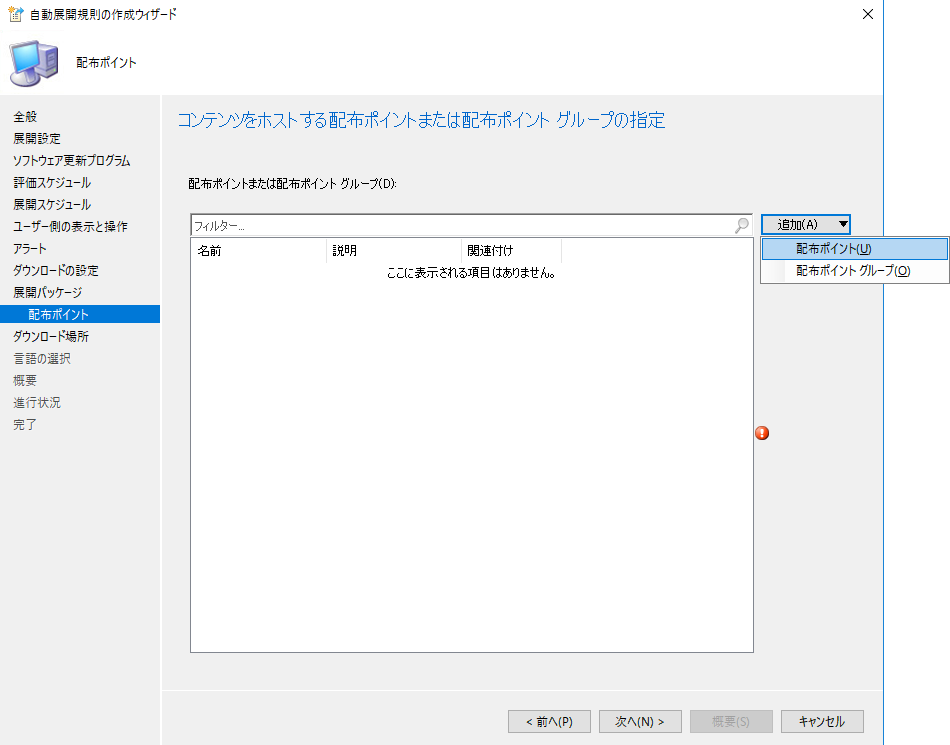 自動展開規則の作成ウィザード
配布ポイント
全般
展開設定
ソフトウェア更新プログラム
評価スケジュール
展開スケジュール
ユーザー側の表示と操作
アラート
ダウンロードの設定
展開パッケージ
配布ポイント
ダウンロード場所
言語の選択
概要
進行状況
完了
コンテンツをホストする配布ポイントまたは配布ポイント グループの指定
配布ポイントまたは配布ポイント グループ(D):
フィルター...
追加(A)
配布ポイント(U)
配布ポイント グループ(O)
名前 説明 関連付け
ここに表示される項目はありません。
< 前へ(P) 次へ(N) > 概要(S) キャンセル